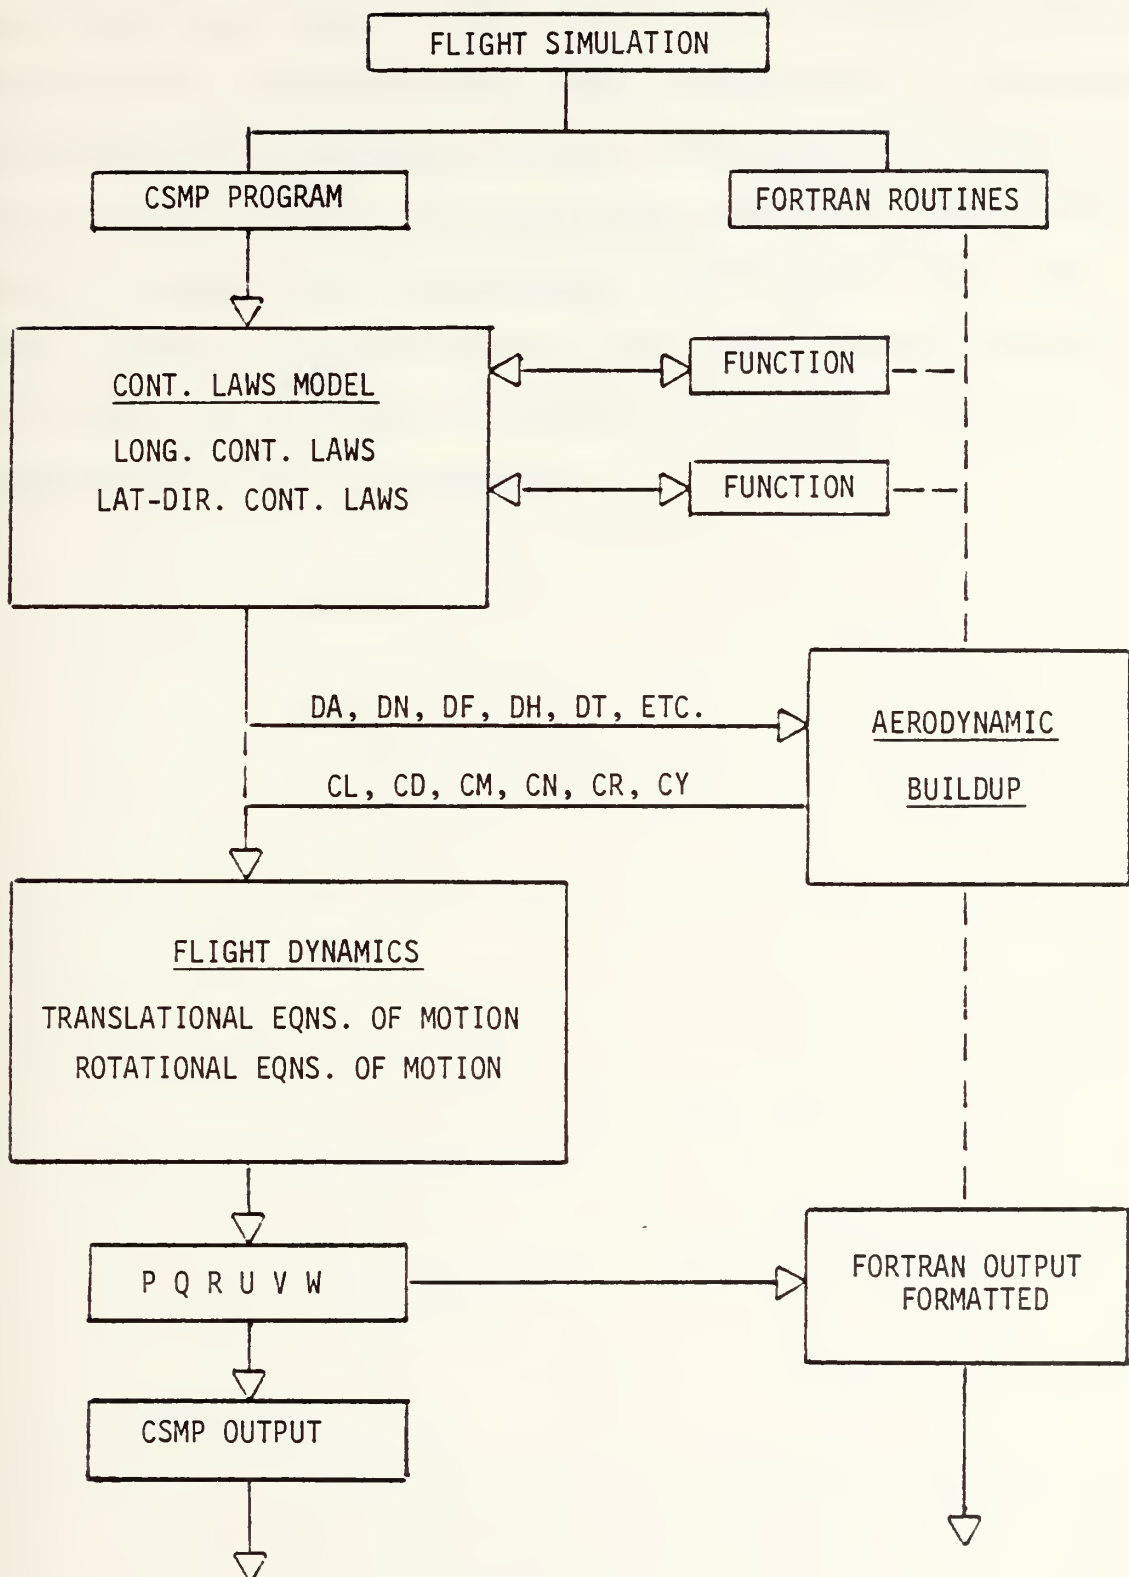 FLIGHT SIMULATION
CSMP PROGRAM
FORTRAN ROUTINES
CONT. LAWS MODEL
LONG. CONT. LAWS
LAT-DIR. CONT. LAWS
FUNCTION
FUNCTION
DA, DN, DF, DH, DT, ETC.
CL, CD, CM, CN, CR, CY
AERODYNAMIC
BUILDUP
FLIGHT DYNAMICS
TRANSLATIONAL EQNS. OF MOTION
ROTATIONAL EQNS. OF MOTION
P Q R U V W
FORTRAN OUTPUT
FORMATTED
CSMP OUTPUT